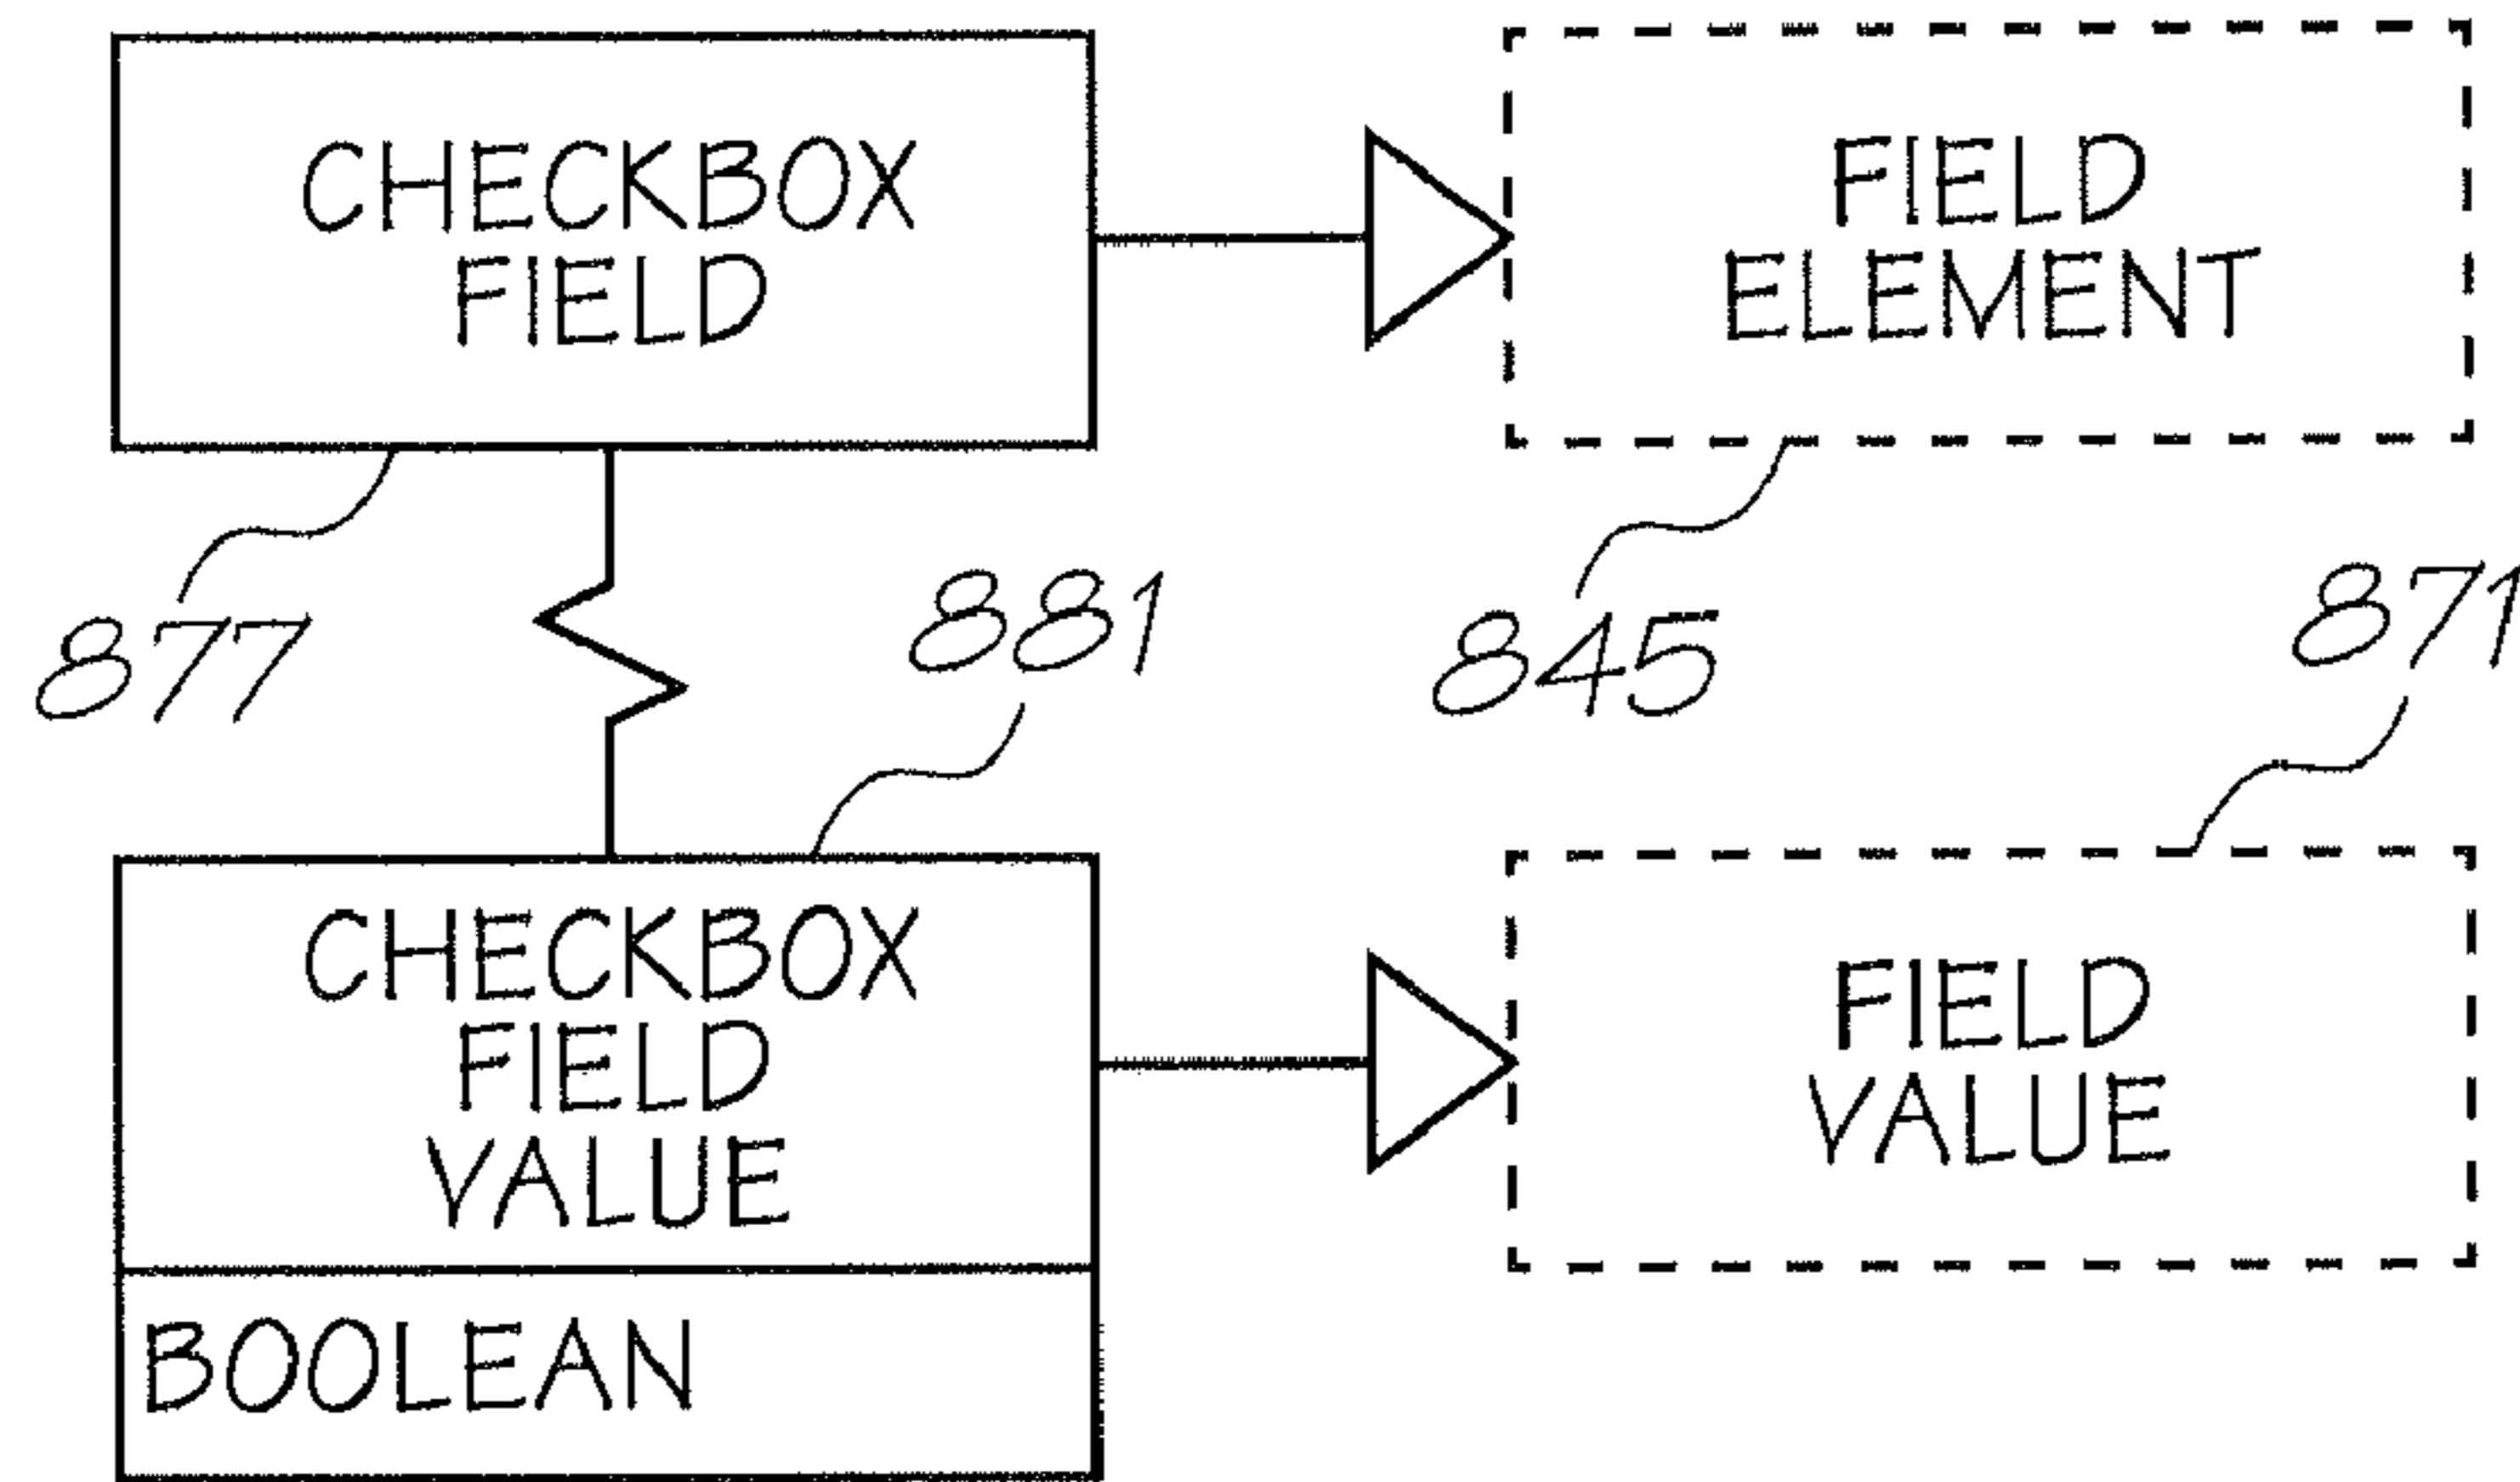 CHECKBOX
FIELD
FIELD
ELEMENT
877
881
845
871
CHECKBOX
FIELD
VALUE
FIELD
VALUE
BOOLEAN